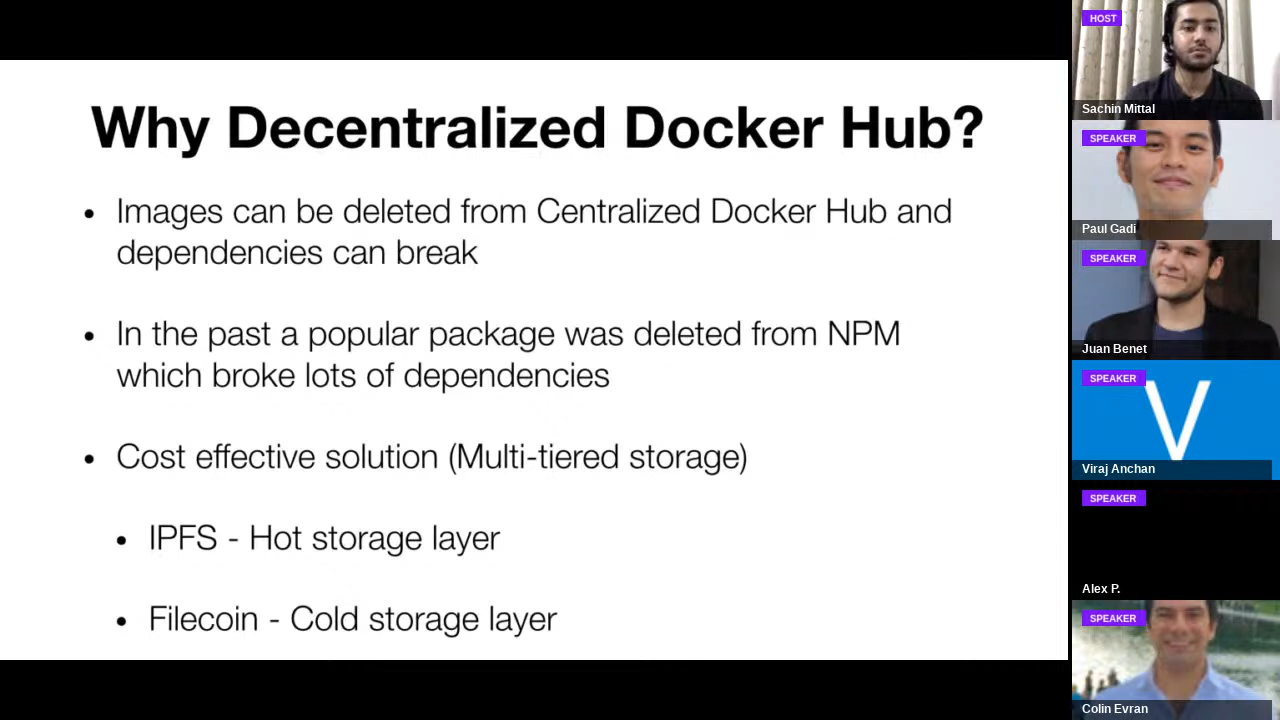 Why Decentralized Docker Hub?
• Images can be deleted from Centralized Docker Hub and
dependencies can break
• In the past a popular package was deleted from NPM
which broke lots of dependencies
• Cost effective solution (Multi-tiered storage)
• IPFS - Hot storage layer
• Filecoin - Cold storage layer
HOST
Sachin Mittal
SPEAKER
Paul Gadi
SPEAKER
Juan Benet
SPEAKER
V
Viraj Anchan
SPEAKER
Alex P.
SPEAKER
Colin Evran